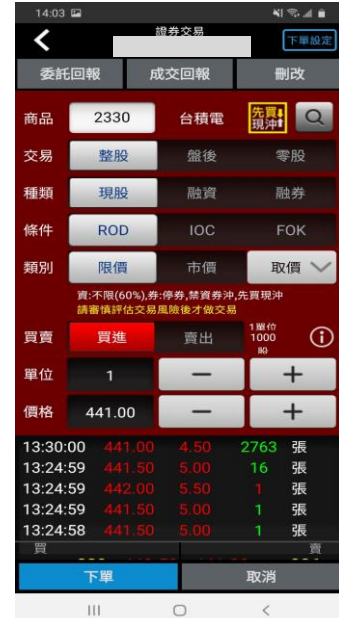 14:03
證券交易
下單設定
委託回報 成交回報 刪改
商品 2330 台積電 先買 現沖
交易 整股 盤後 零股
種類 現股 融資 融券
條件 ROD IOC FOK
類別 限價 市價 取價
資:不限(60%),券:停券,禁資券沖,先買現沖
請審慎評估交易風險後才做交易
買賣 買進 賣出 1單位 1000 股
單位 1 — +
價格 441.00 — +
13:30:00 441.00 4.50 2763 張
13:24:59 441.50 5.00 16 張
13:24:59 442.00 5.50 1 張
13:24:59 441.50 5.00 1 張
13:24:58 441.50 5.00 1 張
買 賣
下單 取消